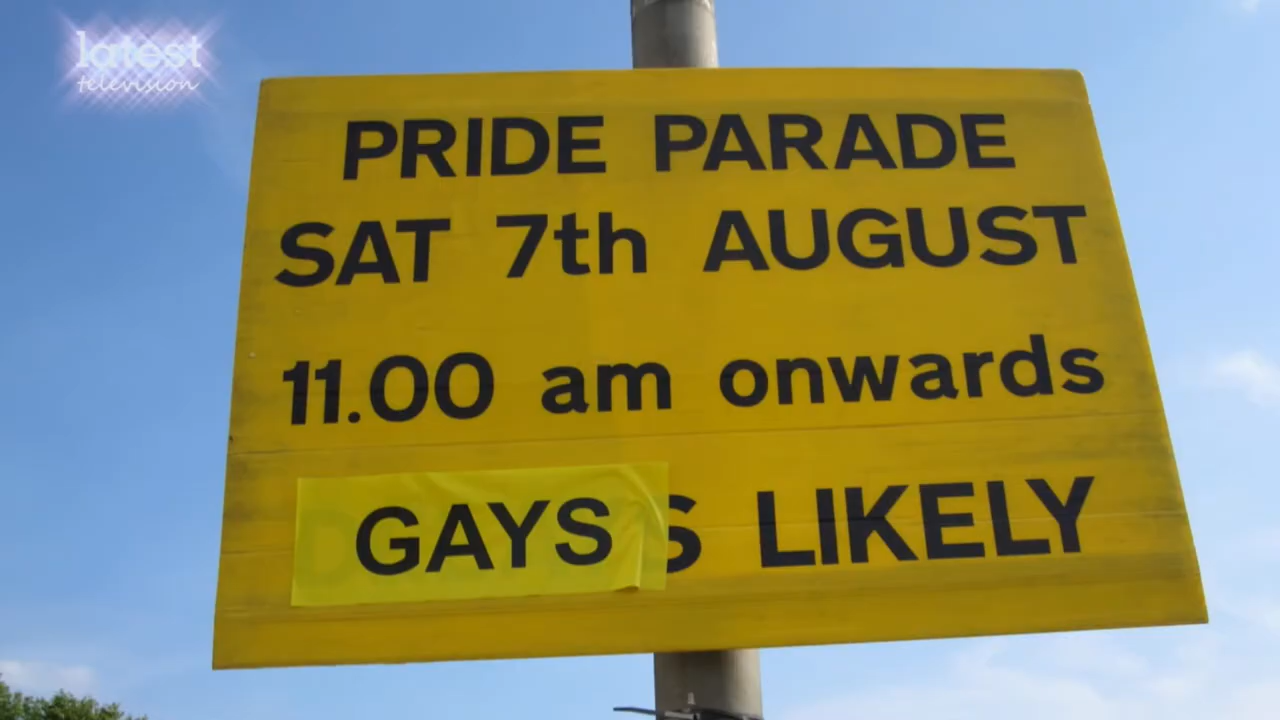 latest
television
PRIDE PARADE
SAT 7th AUGUST
11.00 am onwards
GAYS S LIKELY